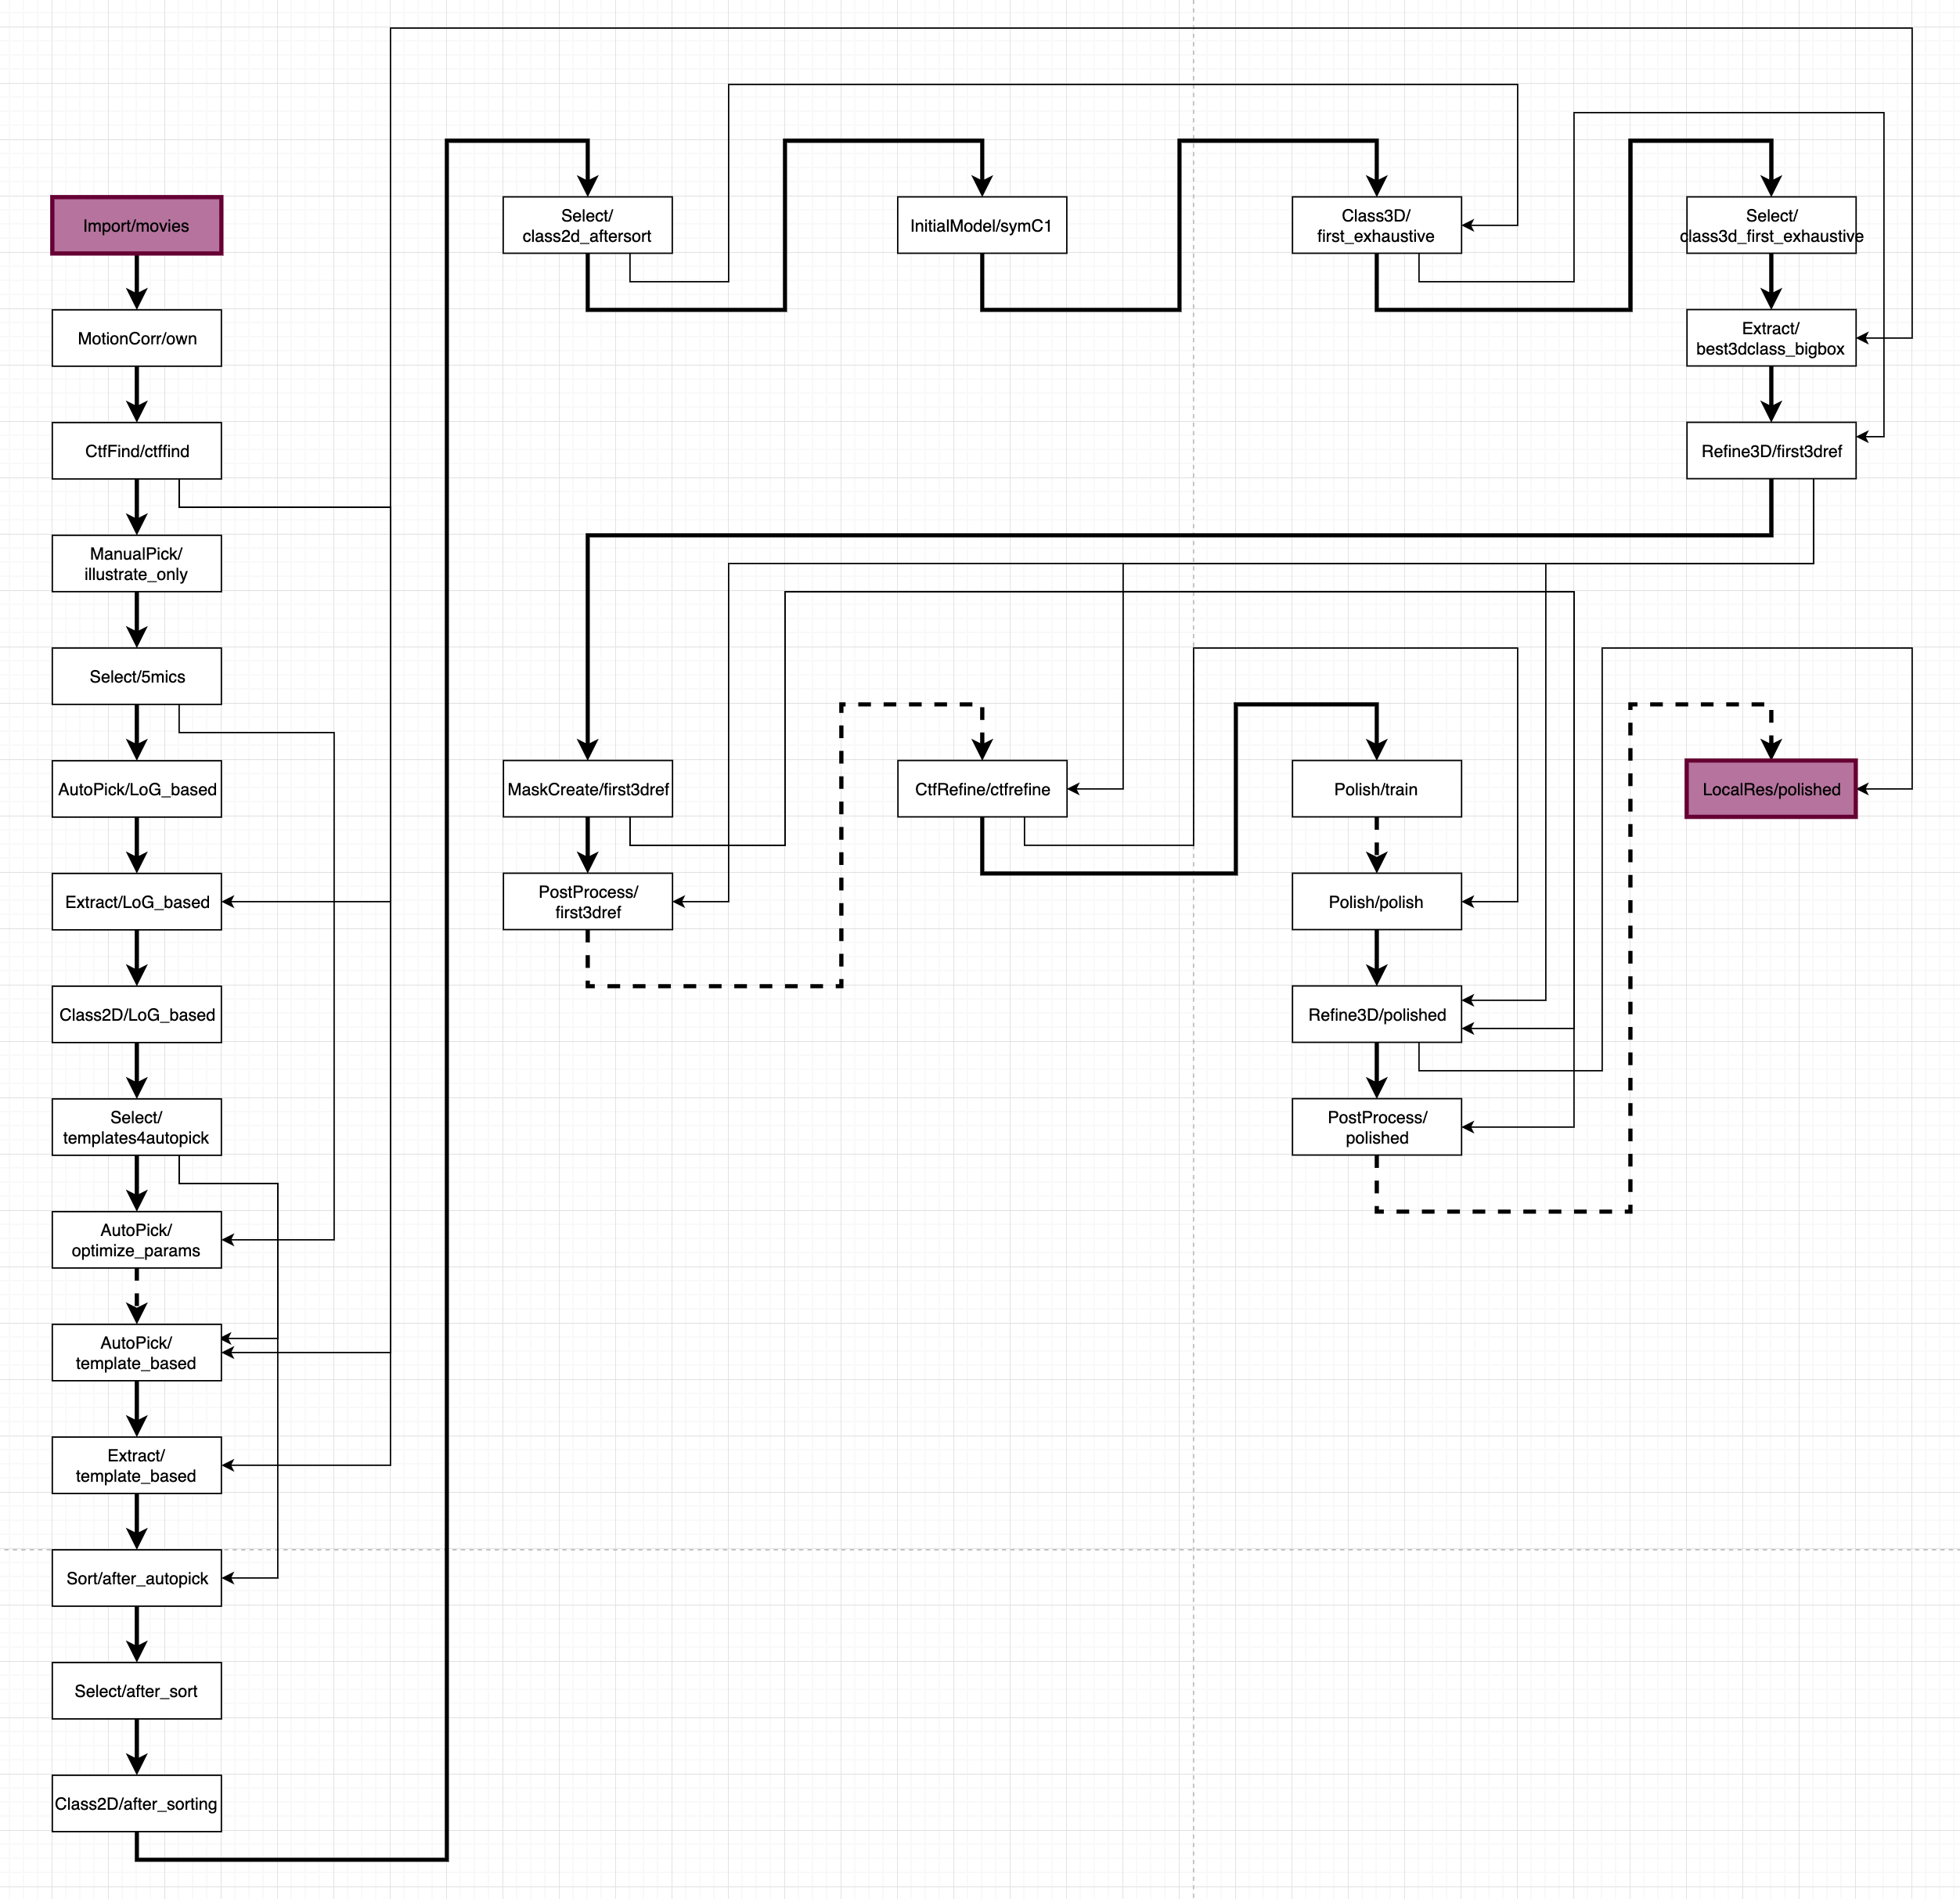 Import/movies
MotionCorr/own
CtfFind/ctffind
ManualPick/
illustrate_only
Select/5mics
AutoPick/LoG_based
Extract/LoG_based
Class2D/LoG_based
Select/
templates4autopick
AutoPick/
optimize_params
AutoPick/
template_based
Extract/
template_based
Sort/after_autopick
Select/after_sort
Class2D/after_sorting
Select/
class2d_aftersort
InitialModel/symC1
Class3D/
first_exhaustive
Select/
class3d_first_exhaustive
Extract/
best3dclass_bigbox
Refine3D/first3dref
MaskCreate/first3dref
PostProcess/
first3dref
CtfRefine/ctfrefine
Polish/train
Polish/polish
Refine3D/polished
PostProcess/
polished
LocalRes/polished